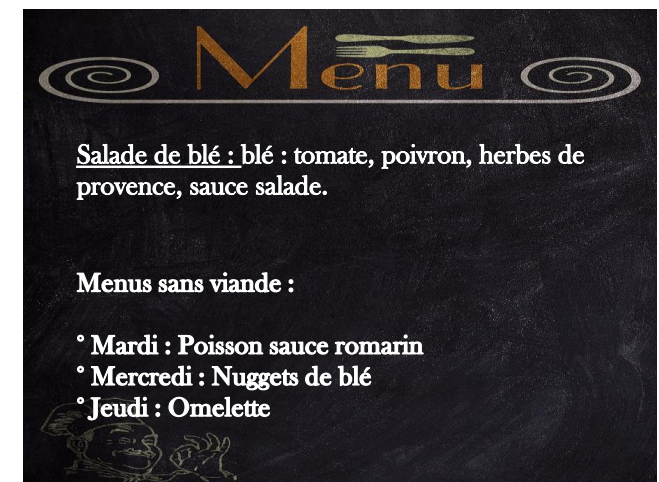 Menu
Salade de blé : blé : tomate, poivron, herbes de
provence, sauce salade.
Menus sans viande :
° Mardi : Poisson sauce romarin
° Mercredi : Nuggets de blé
° Jeudi : Omelette